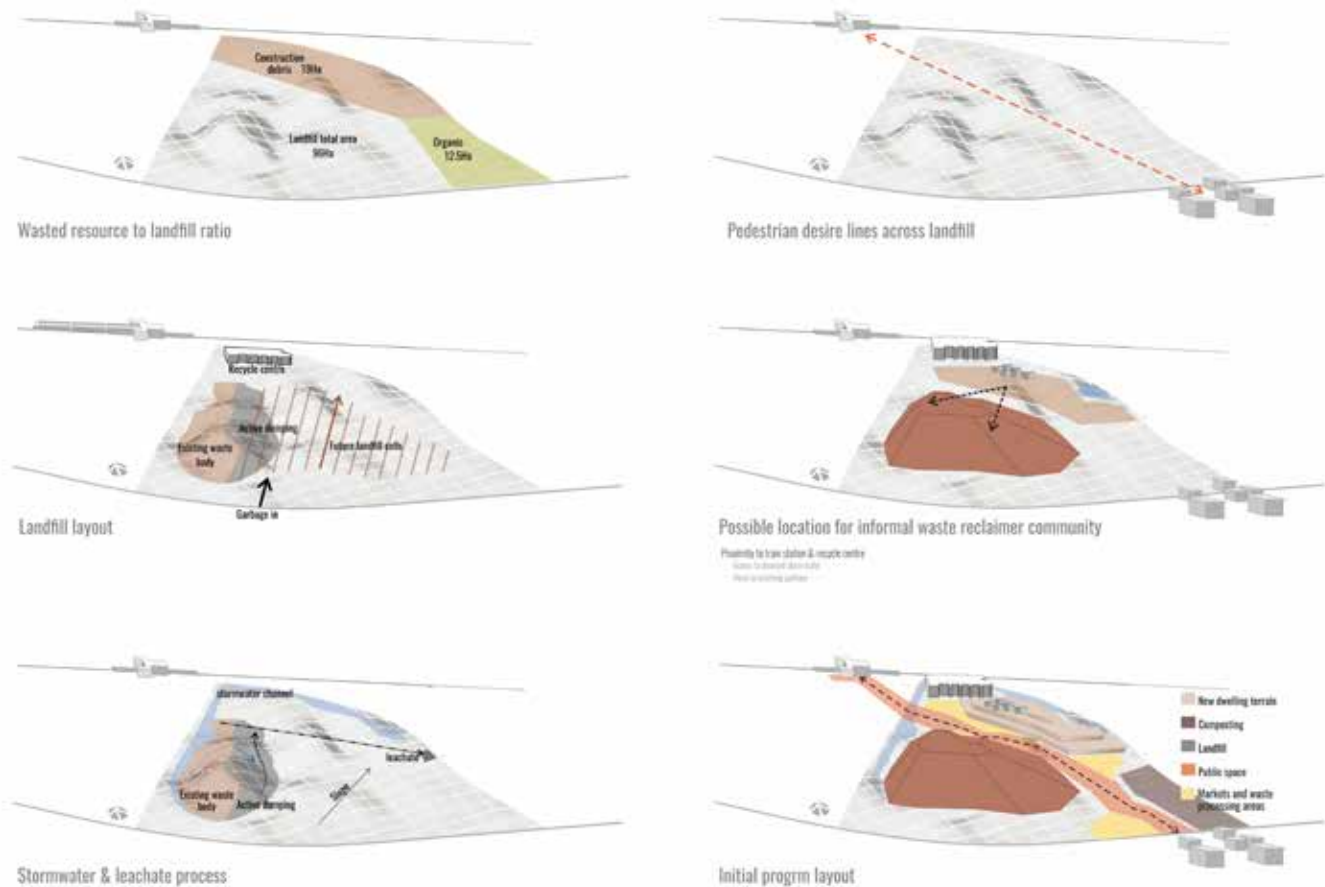 Construction
debris 19Ha
Landfill total area
96Ha
Organic
12.5Ha
Wasted resource to landfill ratio
Pedestrian desire lines across landfill
Recycle centre
Active dumping
Existing waste
body
Future landfill cells
Garbage in
Landfill layout
Possible location for informal waste reclaimer community
Proximity to train station & recycle centre
stormwater channel
leachate
Slope
Existing waste
body
Active dumping
Stormwater & leachate process
New dwelling terrain
Composting
Landfill
Public space
Markets and waste
processing areas
Initial progrm layout